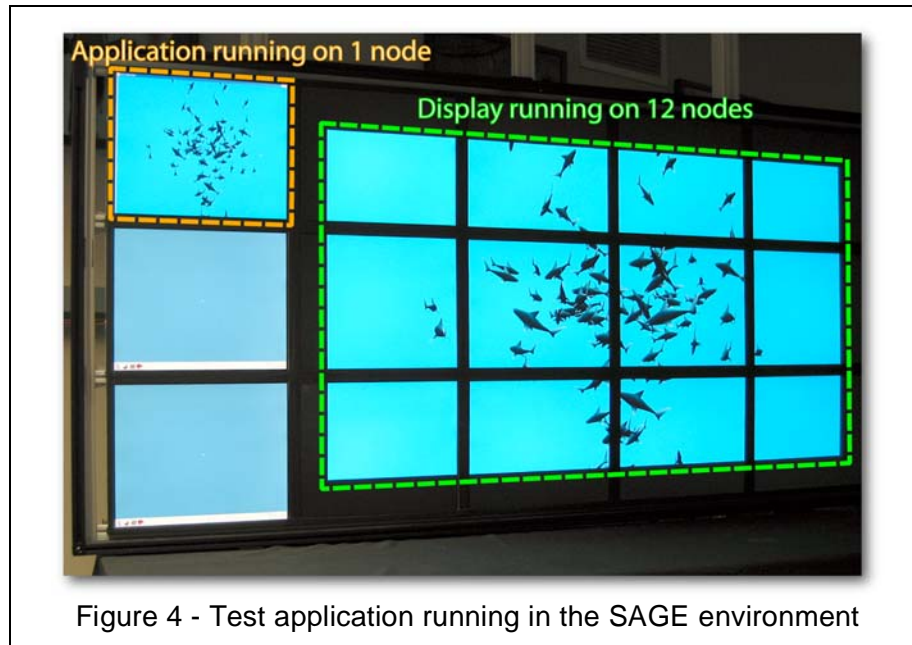 Application running on 1 node
Display running on 12 nodes
Figure 4 - Test application running in the SAGE environment